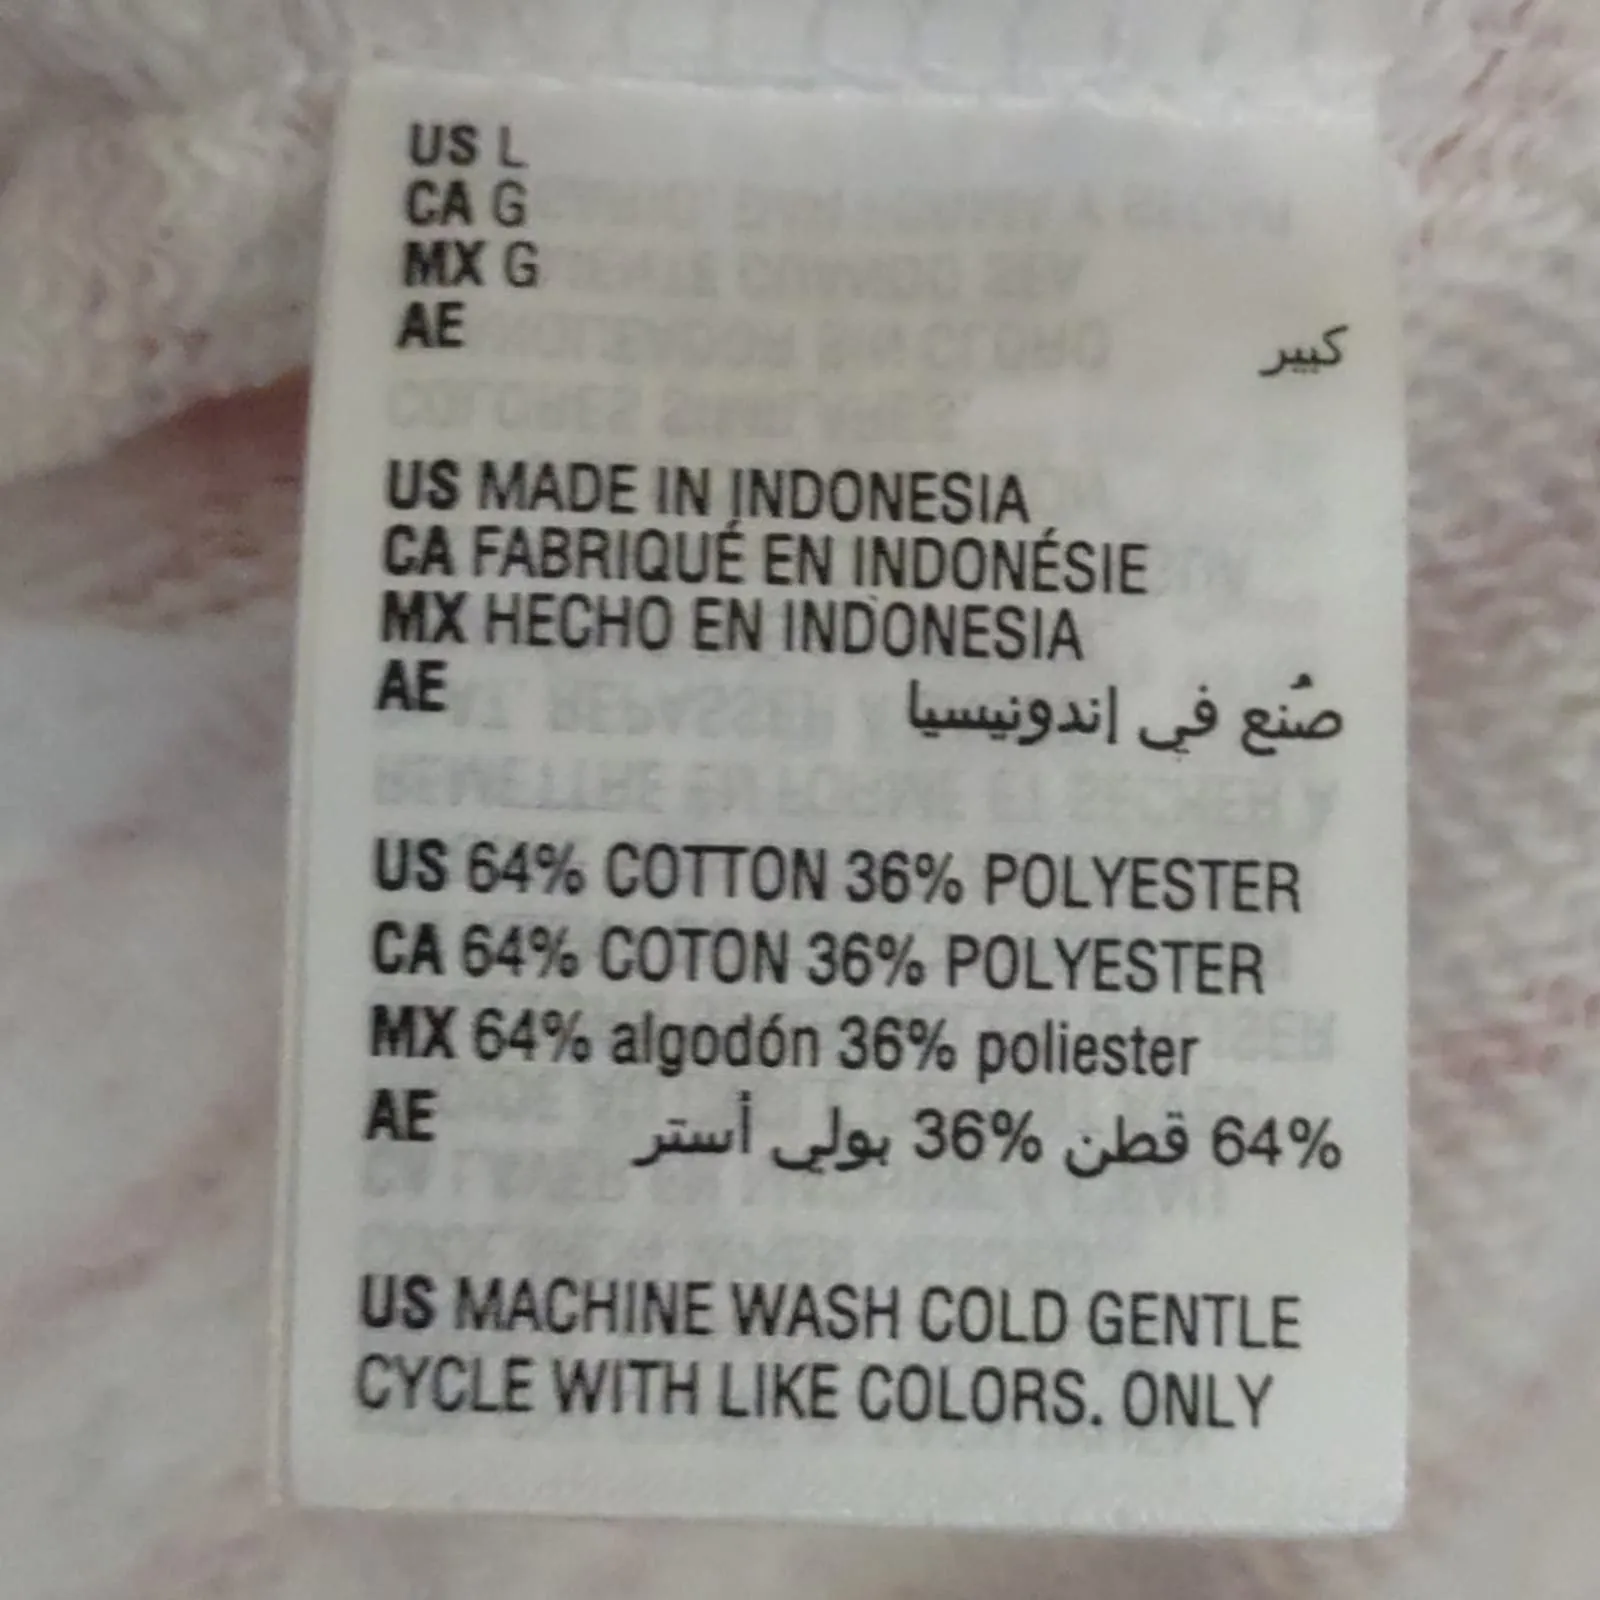 US L
CA G
MX G
AE كبير
US MADE IN INDONESIA
CA FABRIQUÉ EN INDONÉSIE
MX HECHO EN INDONESIA
AE صُنع في إندونيسيا
US 64% COTTON 36% POLYESTER
CA 64% COTON 36% POLYESTER
MX 64% algodón 36% poliester
AE 64% قطن 36% بولي أستر
US MACHINE WASH COLD GENTLE
CYCLE WITH LIKE COLORS. ONLY